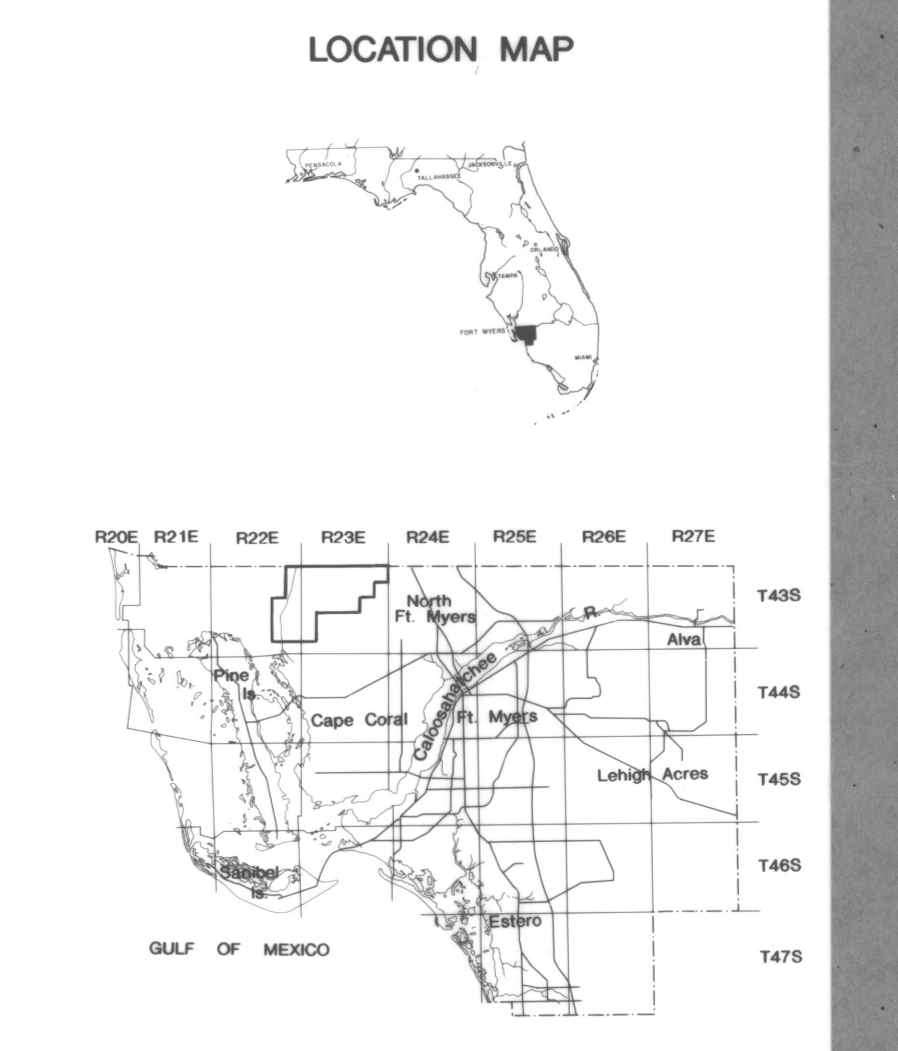 LOCATION MAP
PENSACOLA
TALLAHASSEE
JACKSONVILLE
ORLANDO
TAMPA
FORT MYERS
MIAMI
R20E R21E R22E R23E R24E R25E R26E R27E
T43S
North
Ft. Myers
R.
Alva
Pine
Is.
T44S
Cape Coral
Caloosahatchee
Ft. Myers
Lehigh Acres
T45S
Sanibel
Is.
T46S
Estero
GULF OF MEXICO
T47S